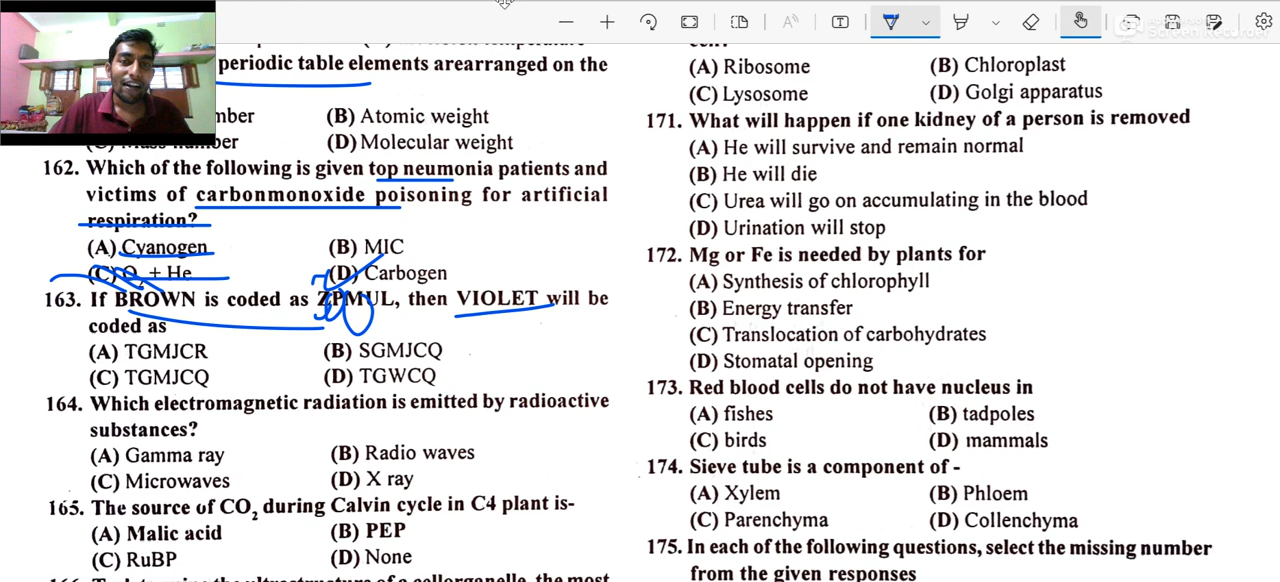 periodic table elements arearranged on the
mber (B) Atomic weight
(D) Molecular weight
162. Which of the following is given top neumonia patients and
victims of carbonmonoxide poisoning for artificial
respiration?
(A) Cyanogen (B) MIC
(C) O2 + He (D) Carbogen
163. If BROWN is coded as ZPMUL, then VIOLET will be
coded as
(A) TGMJCR (B) SGMJCQ
(C) TGMJCQ (D) TGWCQ
164. Which electromagnetic radiation is emitted by radioactive
substances?
(A) Gamma ray (B) Radio waves
(C) Microwaves (D) X ray
165. The source of CO2 during Calvin cycle in C4 plant is-
(A) Malic acid (B) PEP
(C) RuBP (D) None
(A) Ribosome (B) Chloroplast
(C) Lysosome (D) Golgi apparatus
171. What will happen if one kidney of a person is removed
(A) He will survive and remain normal
(B) He will die
(C) Urea will go on accumulating in the blood
(D) Urination will stop
172. Mg or Fe is needed by plants for
(A) Synthesis of chlorophyll
(B) Energy transfer
(C) Translocation of carbohydrates
(D) Stomatal opening
173. Red blood cells do not have nucleus in
(A) fishes (B) tadpoles
(C) birds (D) mammals
174. Sieve tube is a component of -
(A) Xylem (B) Phloem
(C) Parenchyma (D) Collenchyma
175. In each of the following questions, select the missing number
from the given responses